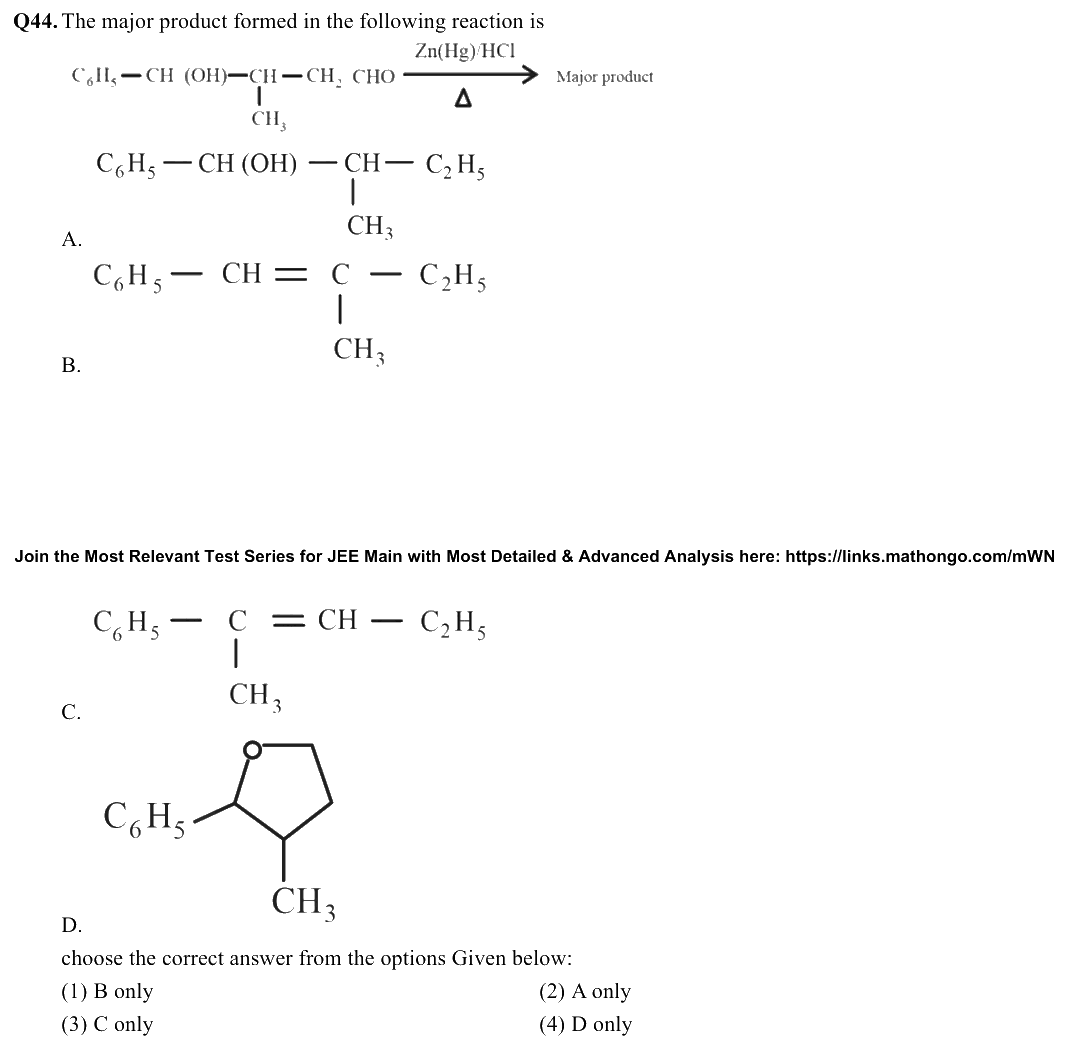 Q44. The major product formed in the following reaction is
Zn(Hg)/HCl
C₆H₅—CH (OH)—CH—CH₂ CHO Major product
Δ
CH₃
C₆H₅—CH (OH)—CH—C₂H₅
CH₃
A.
C₆H₅—CH=C—C₂H₅
CH₃
B.
Join the Most Relevant Test Series for JEE Main with Most Detailed & Advanced Analysis here: https://links.mathongo.com/mWN
C₆H₅—C=CH—C₂H₅
CH₃
C.
O
C₆H₅
CH₃
D.
choose the correct answer from the options Given below:
(1) B only (2) A only
(3) C only (4) D only